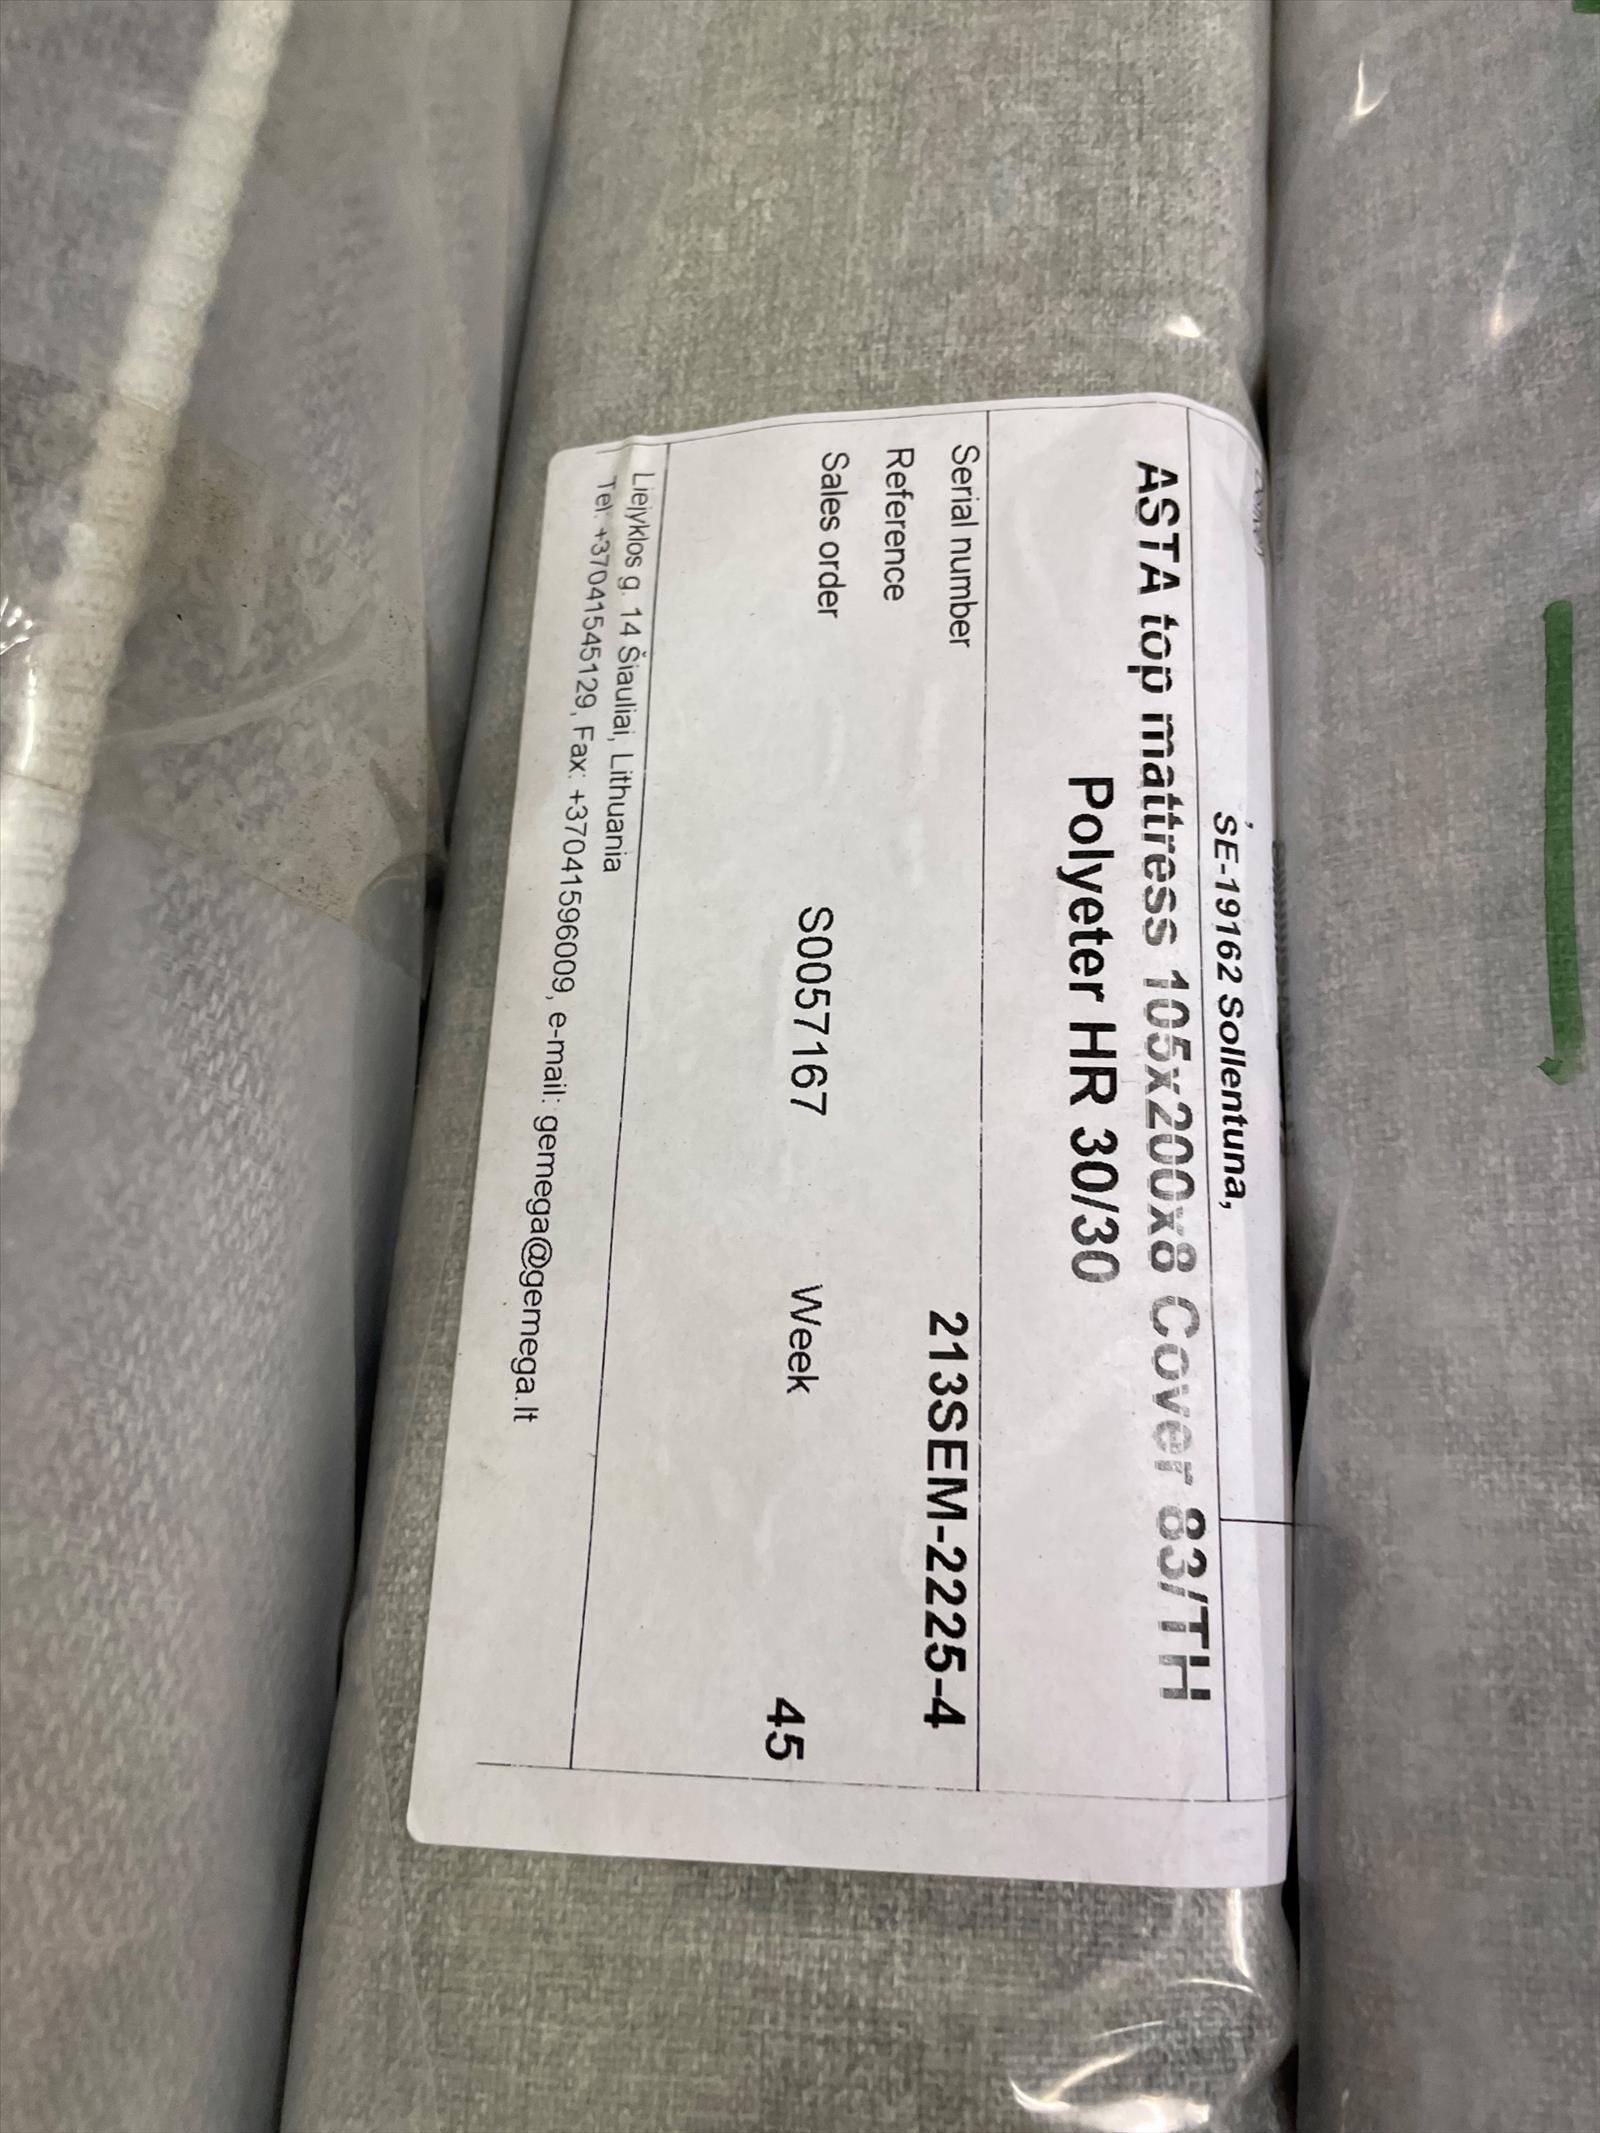 SE-19162 Sollentuna,
ASTA top mattress 105x200x8 Cover 83/TH
Polyeter HR 30/30
Serial number 213SEM-2225-4
Reference
Sales order S0057167 Week 45
Liejyklos g. 14 Šiauliai, Lithuania
Tel. +37041545129, Fax: +37041596009, e-mail: gemega@gemega.lt